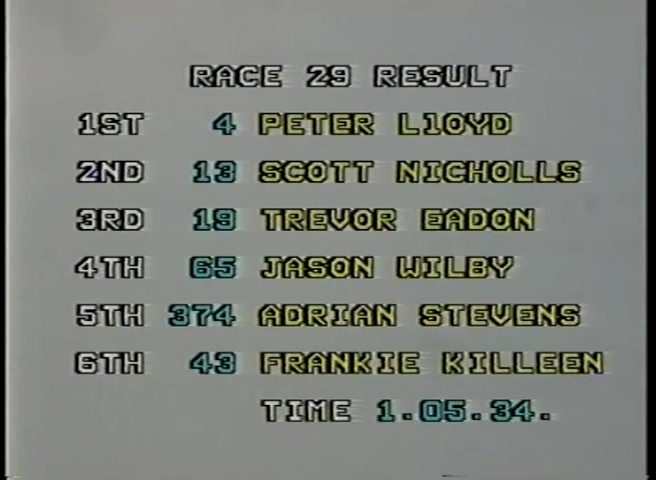 RACE 29 RESULT
1ST 4 PETER LLOYD
2ND 13 SCOTT NICHOLLS
3RD 19 TREVOR EADON
4TH 65 JASON WILBY
5TH 374 ADRIAN STEVENS
6TH 43 FRANKIE KILLEEN
TIME 1.05.34.